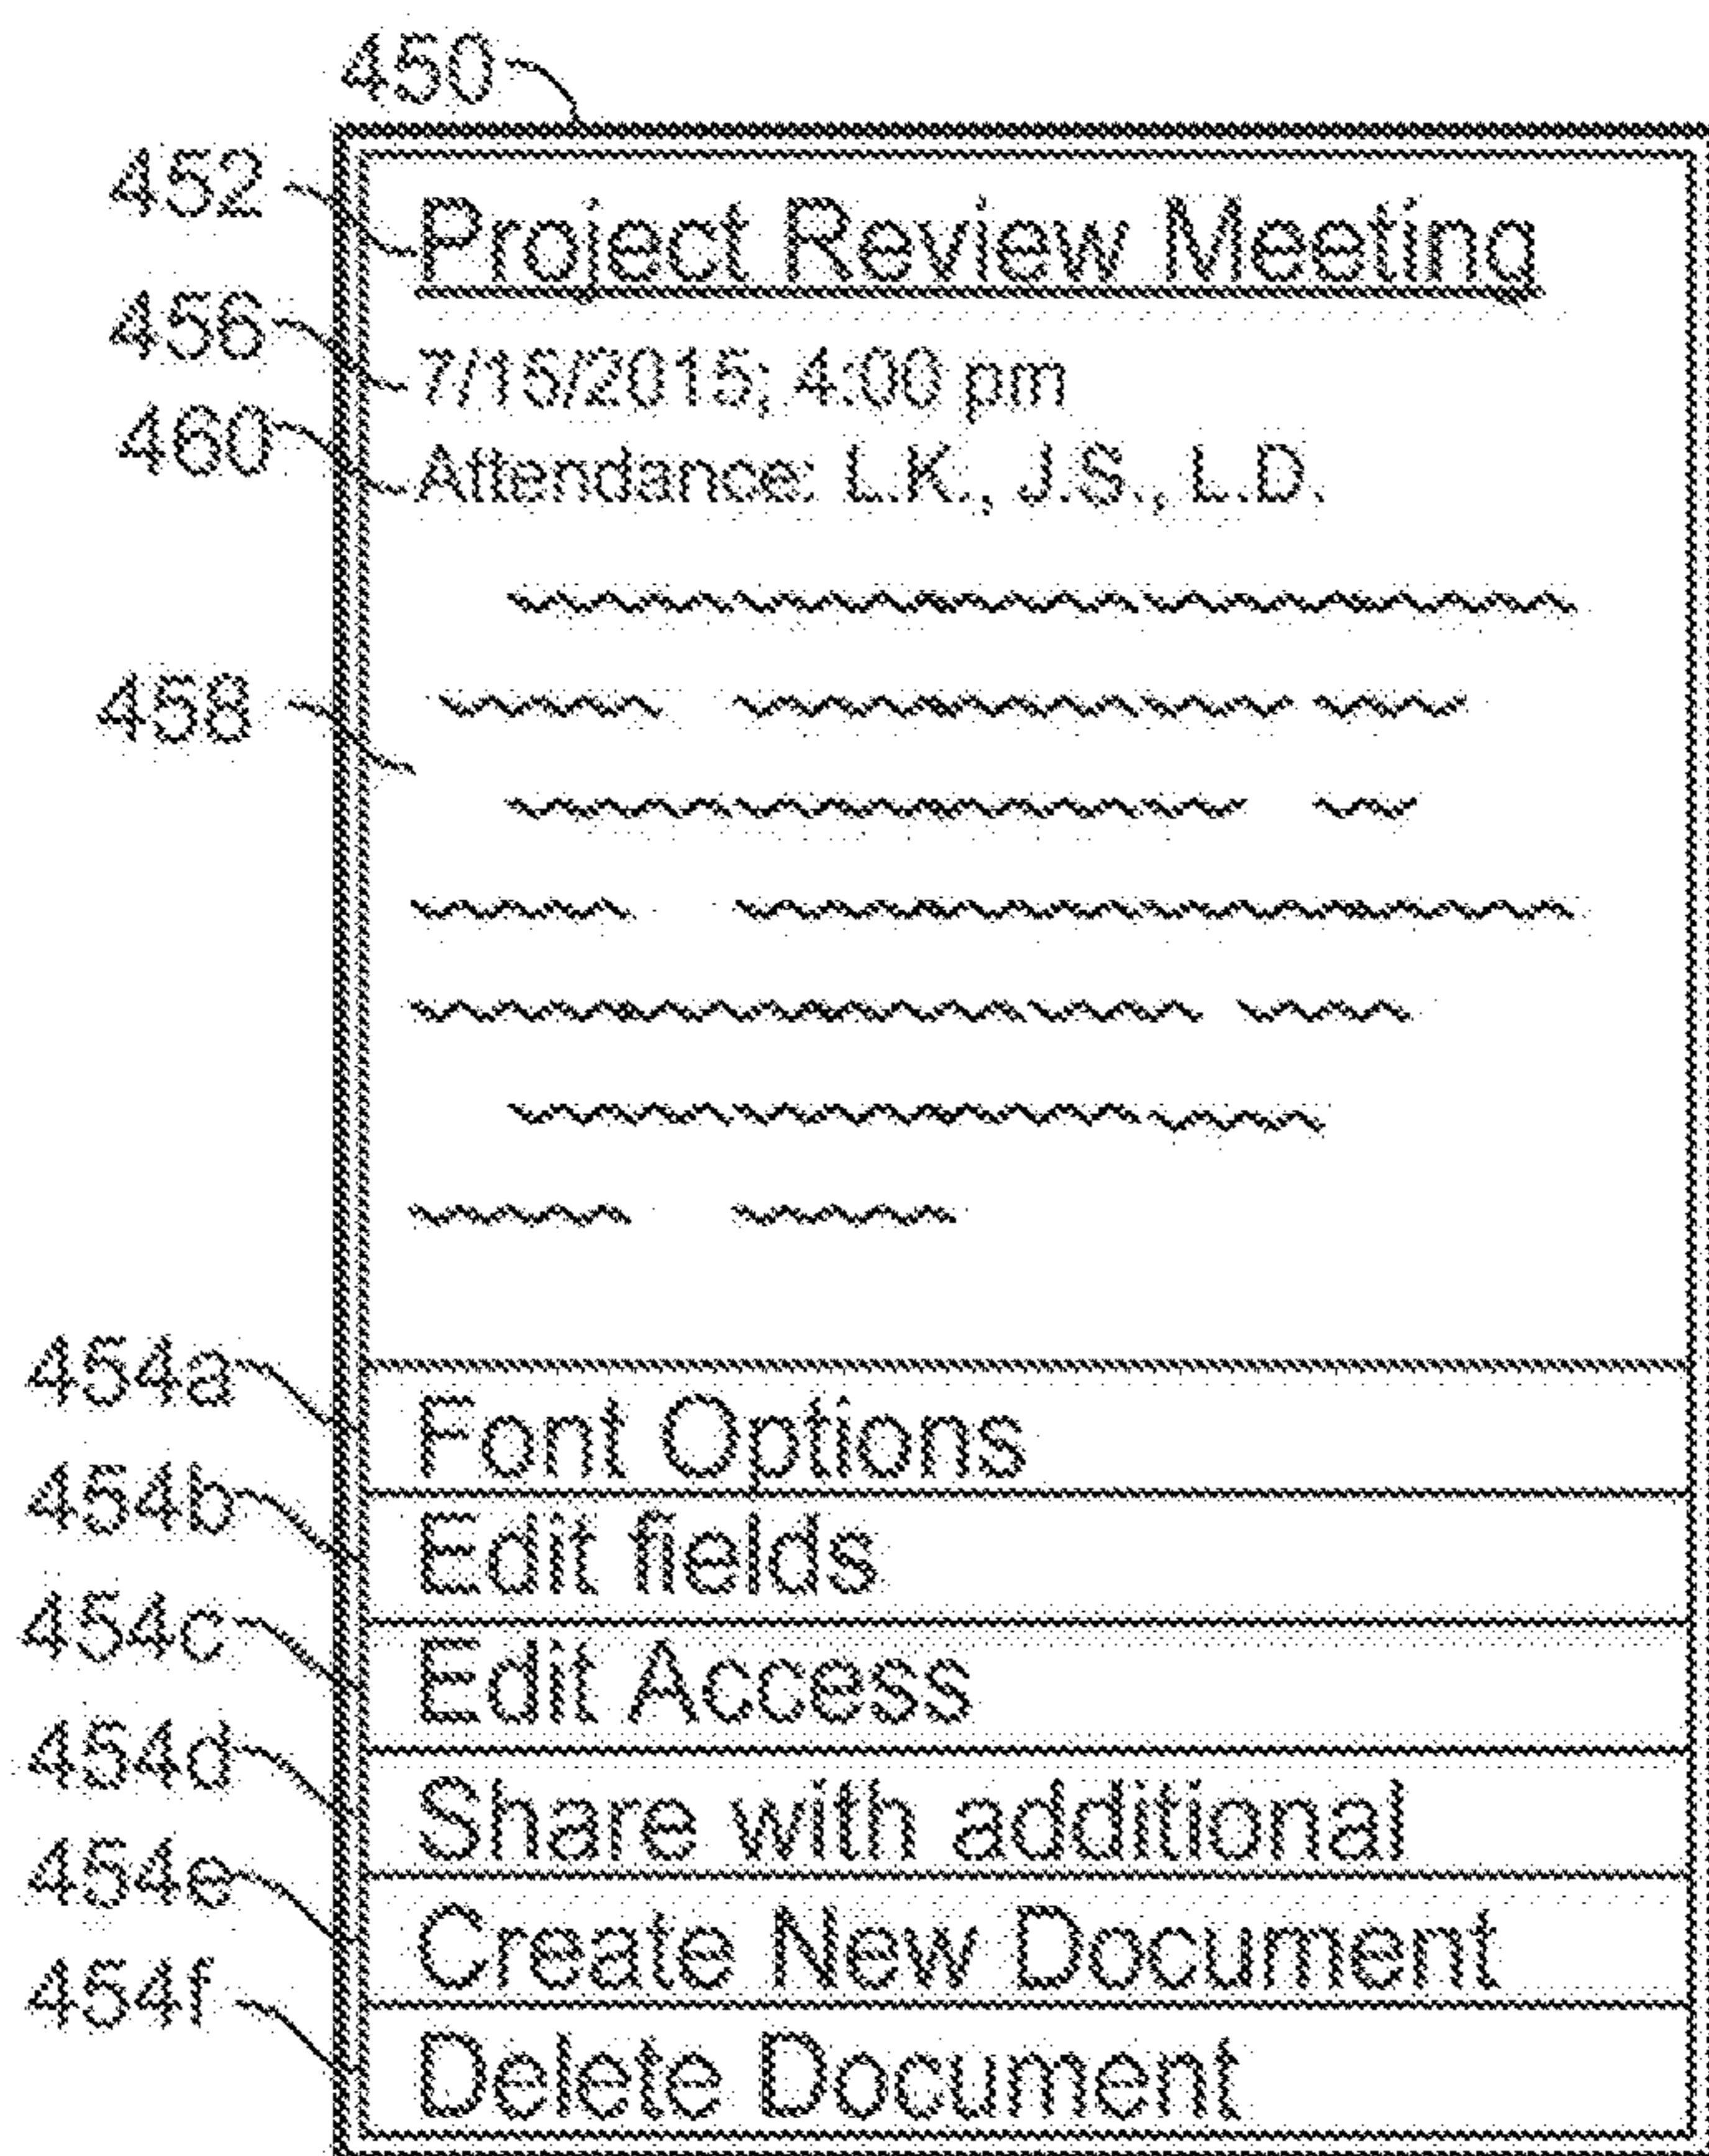 450
452 Project Review Meeting
456 7/15/2015; 4:00 pm
460 Attendance: L.K., J.S., L.D.
458
454a Font Options
454b Edit fields
454c Edit Access
454d Share with additional
454e Create New Document
454f Delete Document